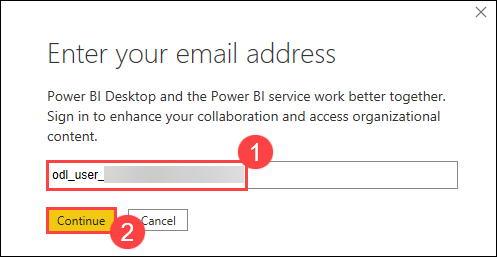 Enter your email address
Power BI Desktop and the Power BI service work better together.
Sign in to enhance your collaboration and access organizational
content.
1
odl_user_
Continue
Cancel
2